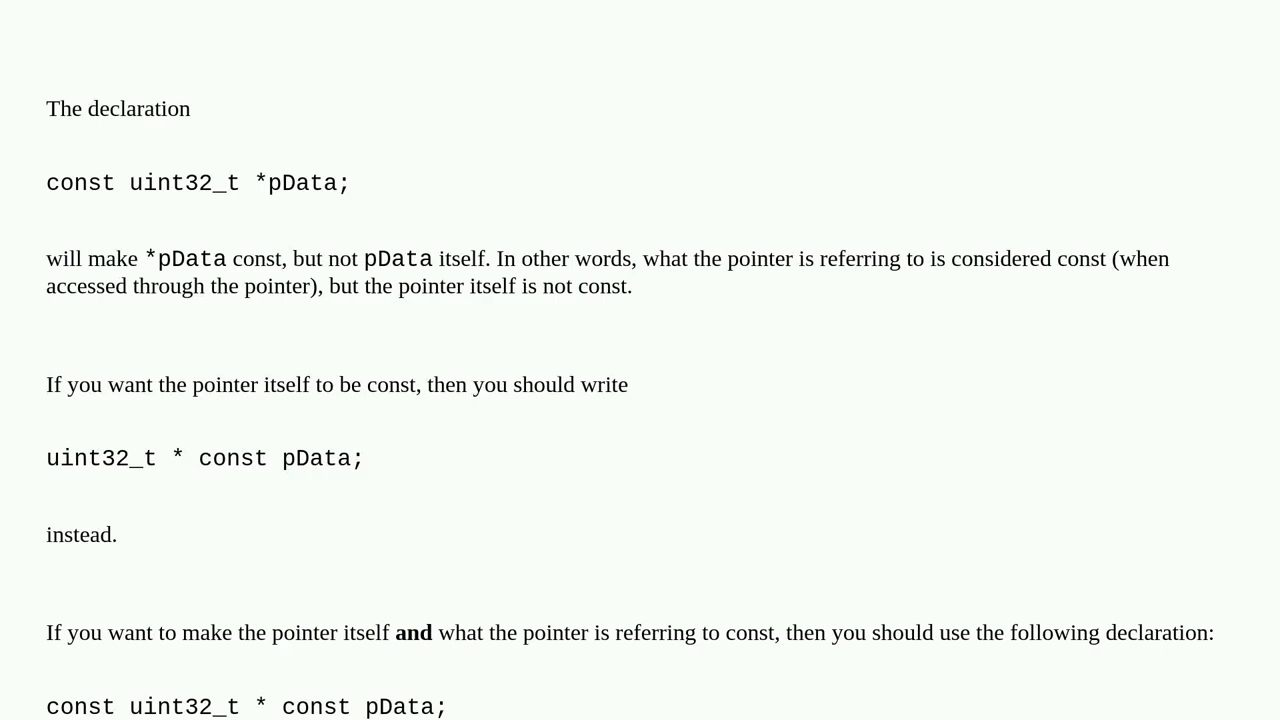 The declaration
const uint32_t *pData;
will make *pData const, but not pData itself. In other words, what the pointer is referring to is considered const (when
accessed through the pointer), but the pointer itself is not const.
If you want the pointer itself to be const, then you should write
uint32_t * const pData;
instead.
If you want to make the pointer itself and what the pointer is referring to const, then you should use the following declaration:
const uint32_t * const pData;